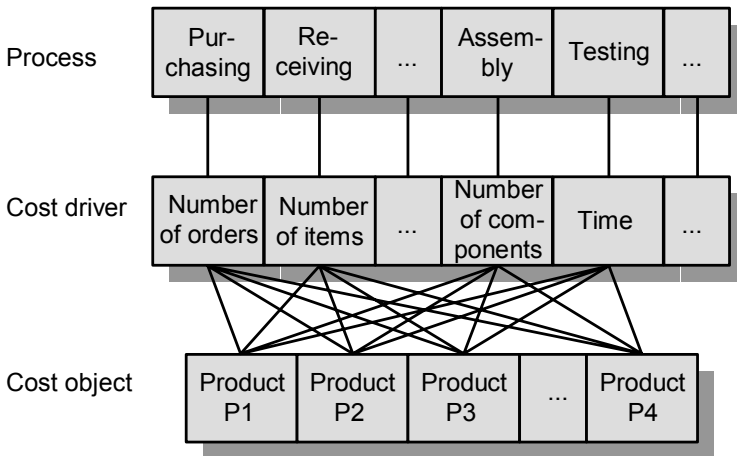 Process
Pur-
chasing
Re-
ceiving
...
Assem-
bly
Testing
...
Cost driver
Number
of orders
Number
of items
...
Number
of com-
ponents
Time
...
Cost object
Product
P1
Product
P2
Product
P3
...
Product
P4